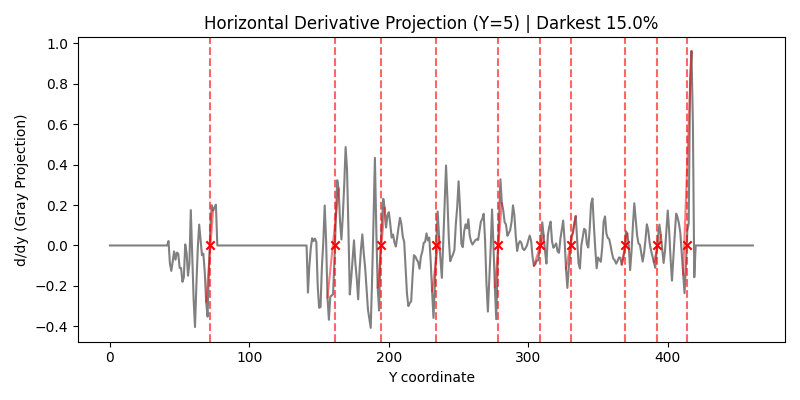 Horizontal Derivative Projection (Y=5) | Darkest 15.0%
1.0
0.8
0.6
0.4
0.2
0.0
−0.2
−0.4
d/dy (Gray Projection)
0 100 200 300 400
Y coordinate